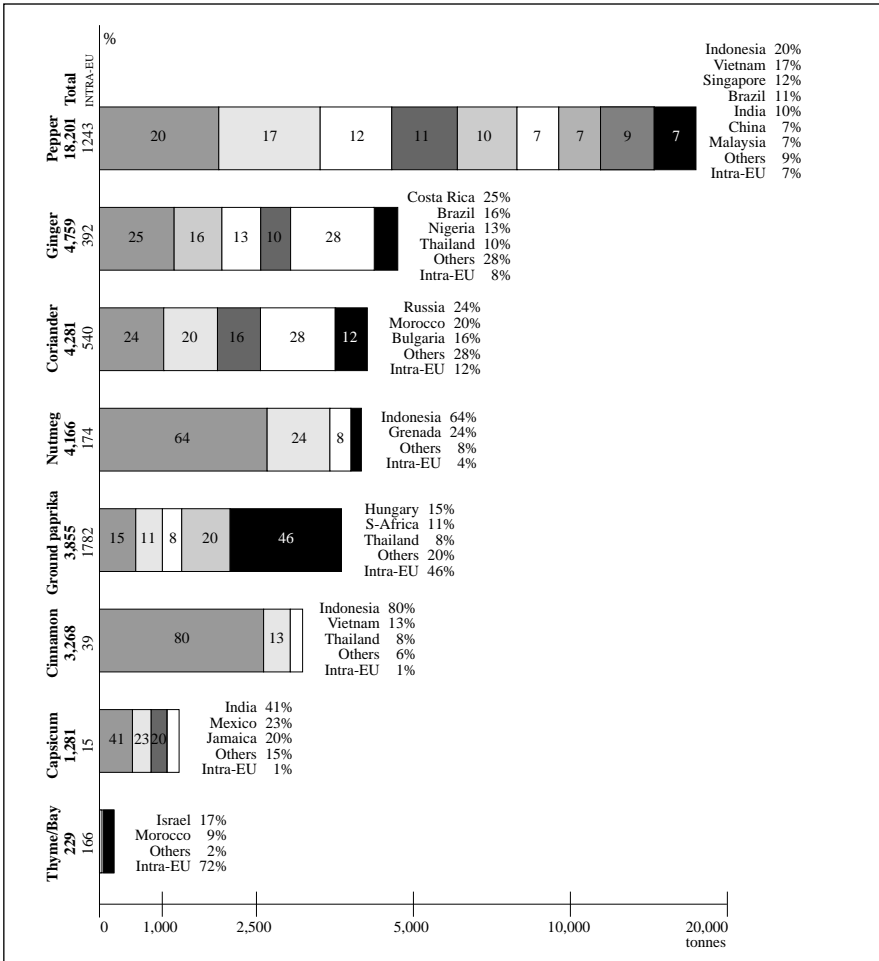 %
Total
INTRA-EU
Pepper
18,201
1243
20 17 12 11 10 7 7 9 7
Indonesia 20%
Vietnam 17%
Singapore 12%
Brazil 11%
India 10%
China 7%
Malaysia 7%
Others 9%
Intra-EU 7%
Ginger
4,759
392
25 16 13 10 28
Costa Rica 25%
Brazil 16%
Nigeria 13%
Thailand 10%
Others 28%
Intra-EU 8%
Coriander
4,281
540
24 20 16 28 12
Russia 24%
Morocco 20%
Bulgaria 16%
Others 28%
Intra-EU 12%
Nutmeg
4,166
174
64 24 8
Indonesia 64%
Grenada 24%
Others 8%
Intra-EU 4%
Ground paprika
3,855
1782
15 11 8 20 46
Hungary 15%
S-Africa 11%
Thailand 8%
Others 20%
Intra-EU 46%
Cinnamon
3,268
39
80 13
Indonesia 80%
Vietnam 13%
Thailand 8%
Others 6%
Intra-EU 1%
Capsicum
1,281
15
41 23 20
India 41%
Mexico 23%
Jamaica 20%
Others 15%
Intra-EU 1%
Thyme/Bay
229
166
Israel 17%
Morocco 9%
Others 2%
Intra-EU 72%
0 1,000 2,500 5,000 10,000 20,000
tonnes